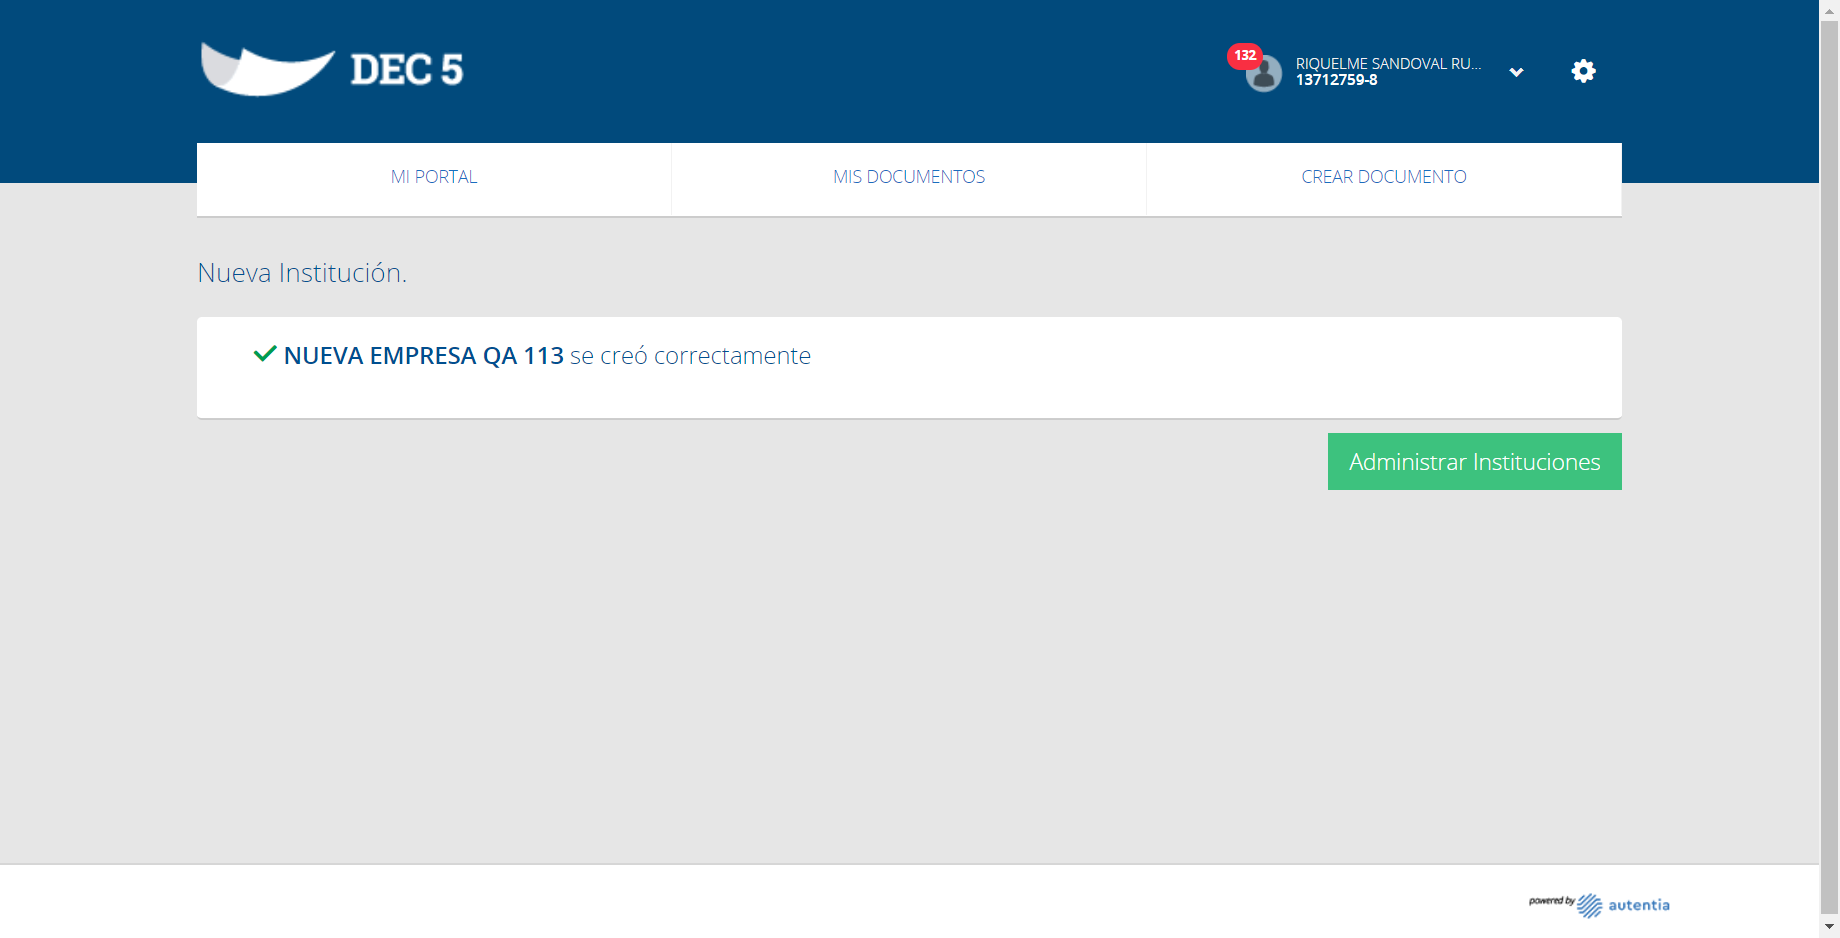 DEC 5
132
RIQUELME SANDOVAL RU...
13712759-8
MI PORTAL
MIS DOCUMENTOS
CREAR DOCUMENTO
Nueva Institución.
NUEVA EMPRESA QA 113 se creó correctamente
Administrar Instituciones
powered by autentia